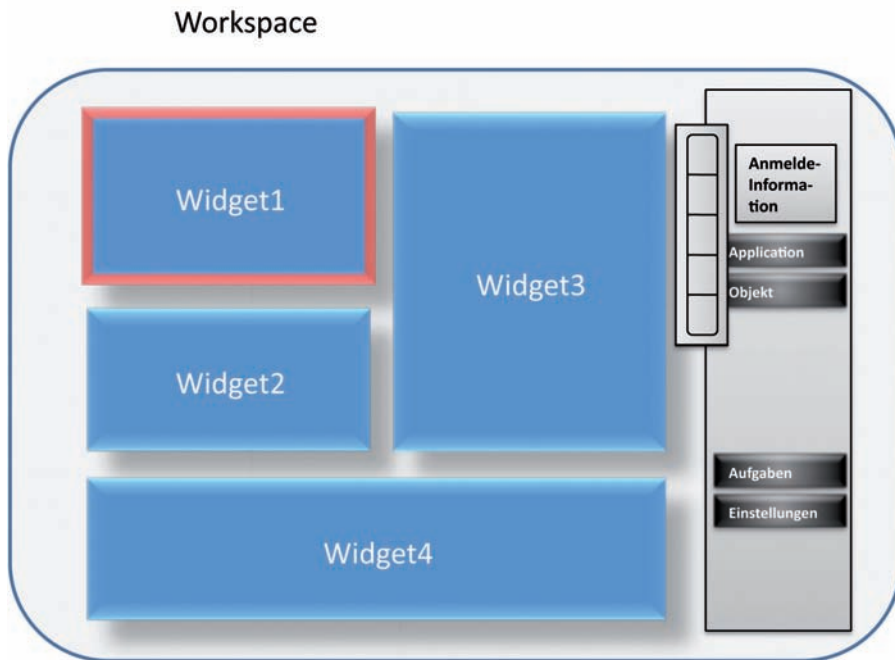 Workspace
Widget1
Widget2
Widget3
Widget4
Anmelde-
Informa-
tion
Application
Objekt
Aufgaben
Einstellungen